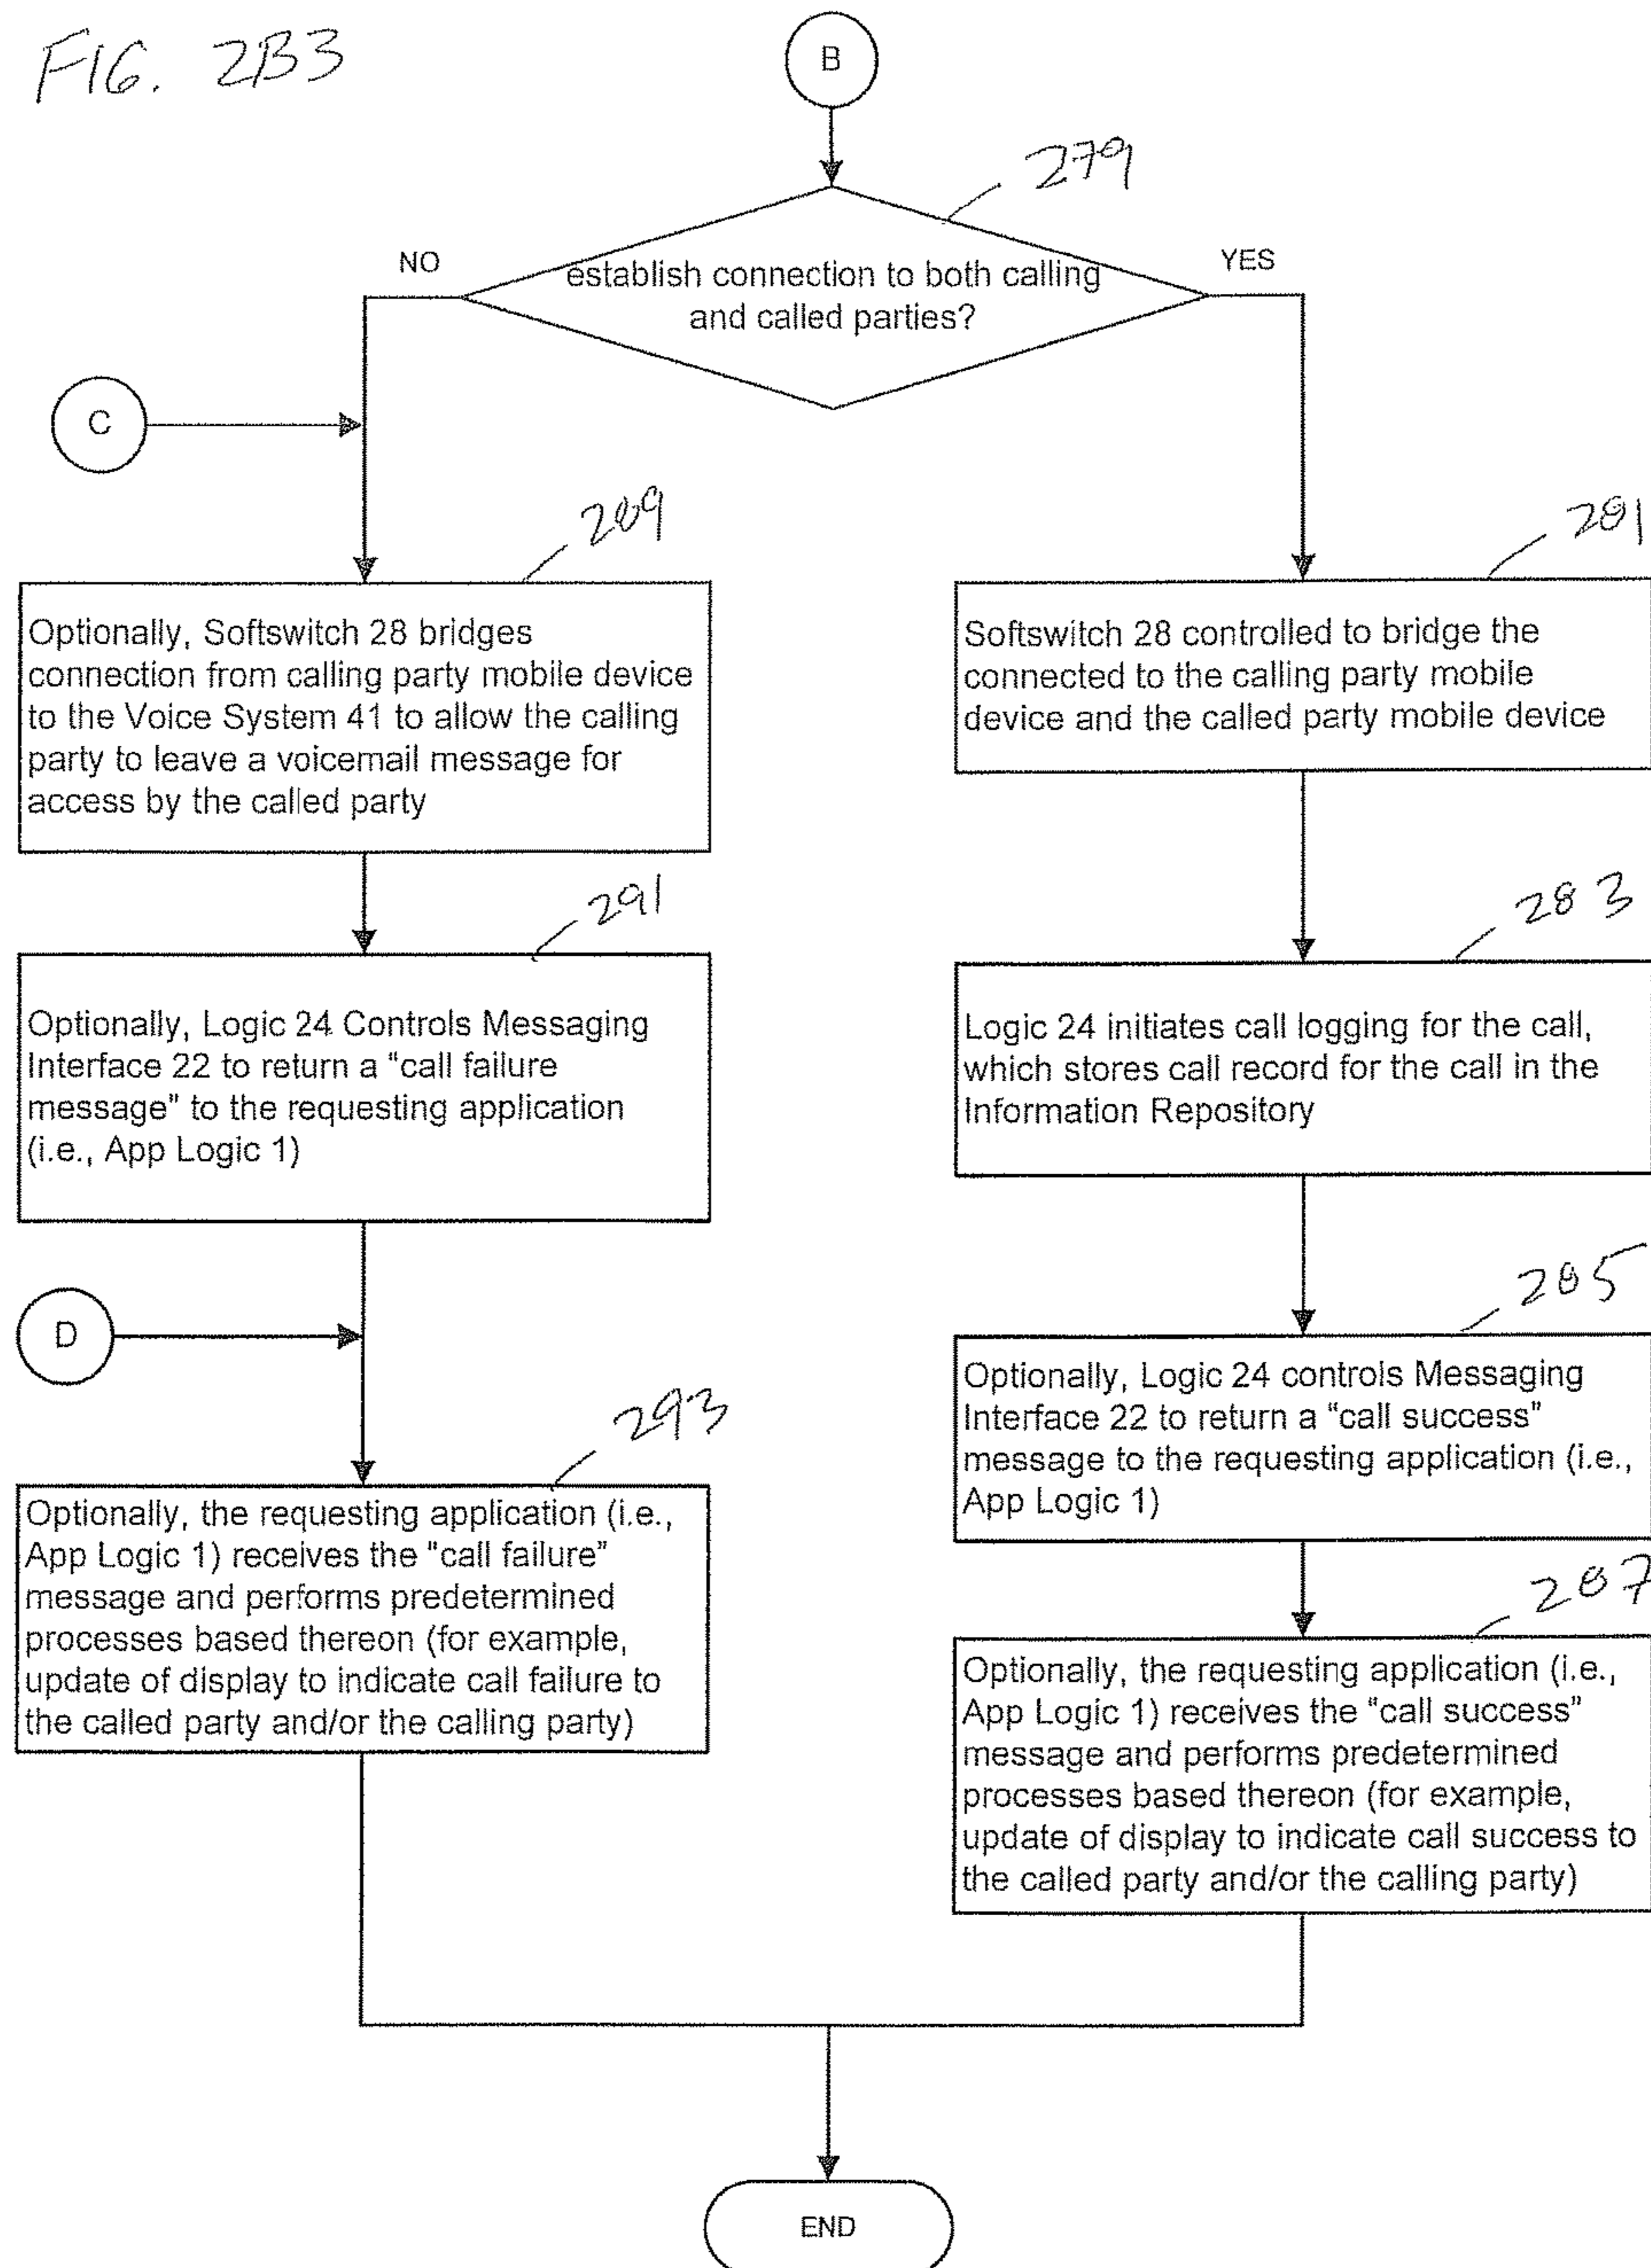 FIG. 2B3
B
279
NO
YES
establish connection to both calling
and called parties?
C
289
Optionally, Softswitch 28 bridges
connection from calling party mobile device
to the Voice System 41 to allow the calling
party to leave a voicemail message for
access by the called party
281
Softswitch 28 controlled to bridge the
connected to the calling party mobile
device and the called party mobile device
291
Optionally, Logic 24 Controls Messaging
Interface 22 to return a "call failure
message" to the requesting application
(i.e., App Logic 1)
283
Logic 24 initiates call logging for the call,
which stores call record for the call in the
Information Repository
D
293
Optionally, the requesting application (i.e.,
App Logic 1) receives the "call failure"
message and performs predetermined
processes based thereon (for example,
update of display to indicate call failure to
the called party and/or the calling party)
285
Optionally, Logic 24 controls Messaging
Interface 22 to return a "call success"
message to the requesting application (i.e.,
App Logic 1)
287
Optionally, the requesting application (i.e.,
App Logic 1) receives the "call success"
message and performs predetermined
processes based thereon (for example,
update of display to indicate call success to
the called party and/or the calling party)
END